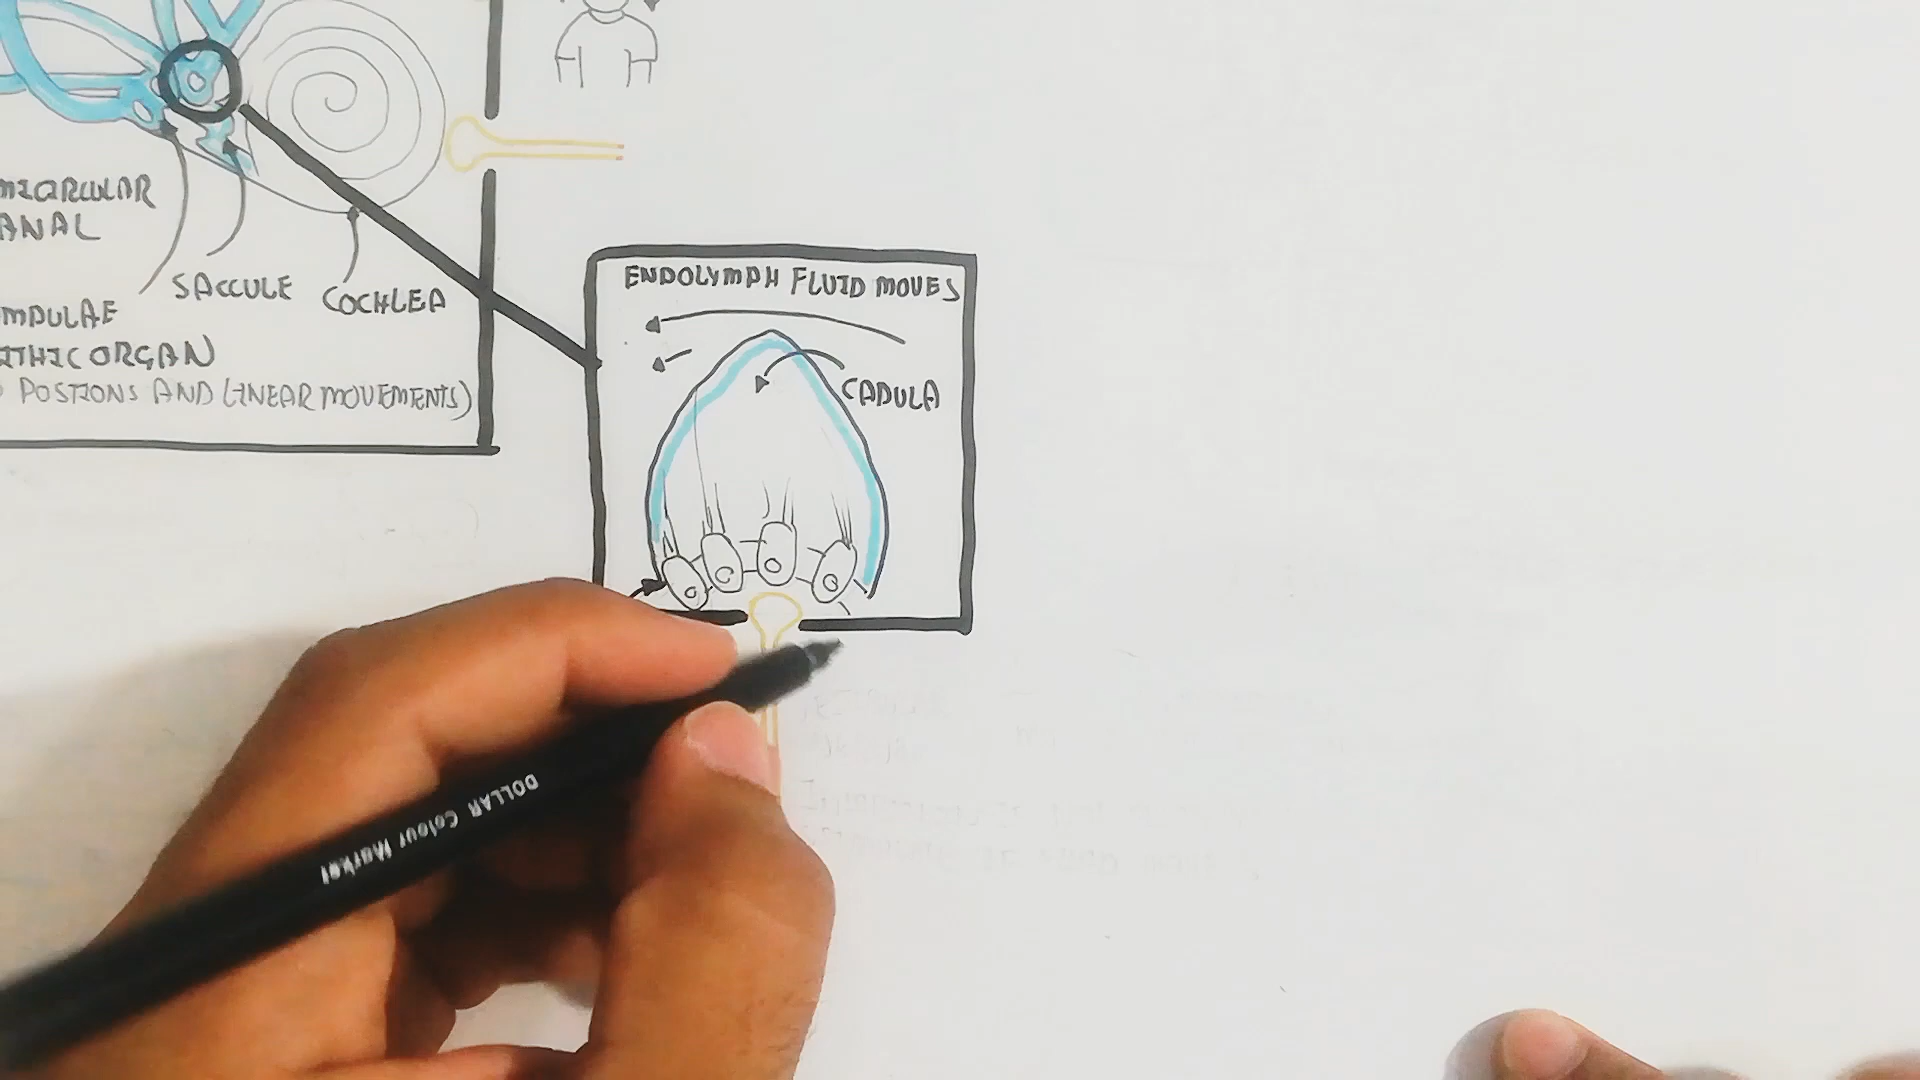 MICIRCULAR
ANAL
SACCULE
COCHLEA
MPULAE
ITHIC ORGAN
POSTIONS AND LINEAR MOVEMENTS)
ENDOLYMPH FLUID MOVES
CAPULA
DOLLAR Colour Marker